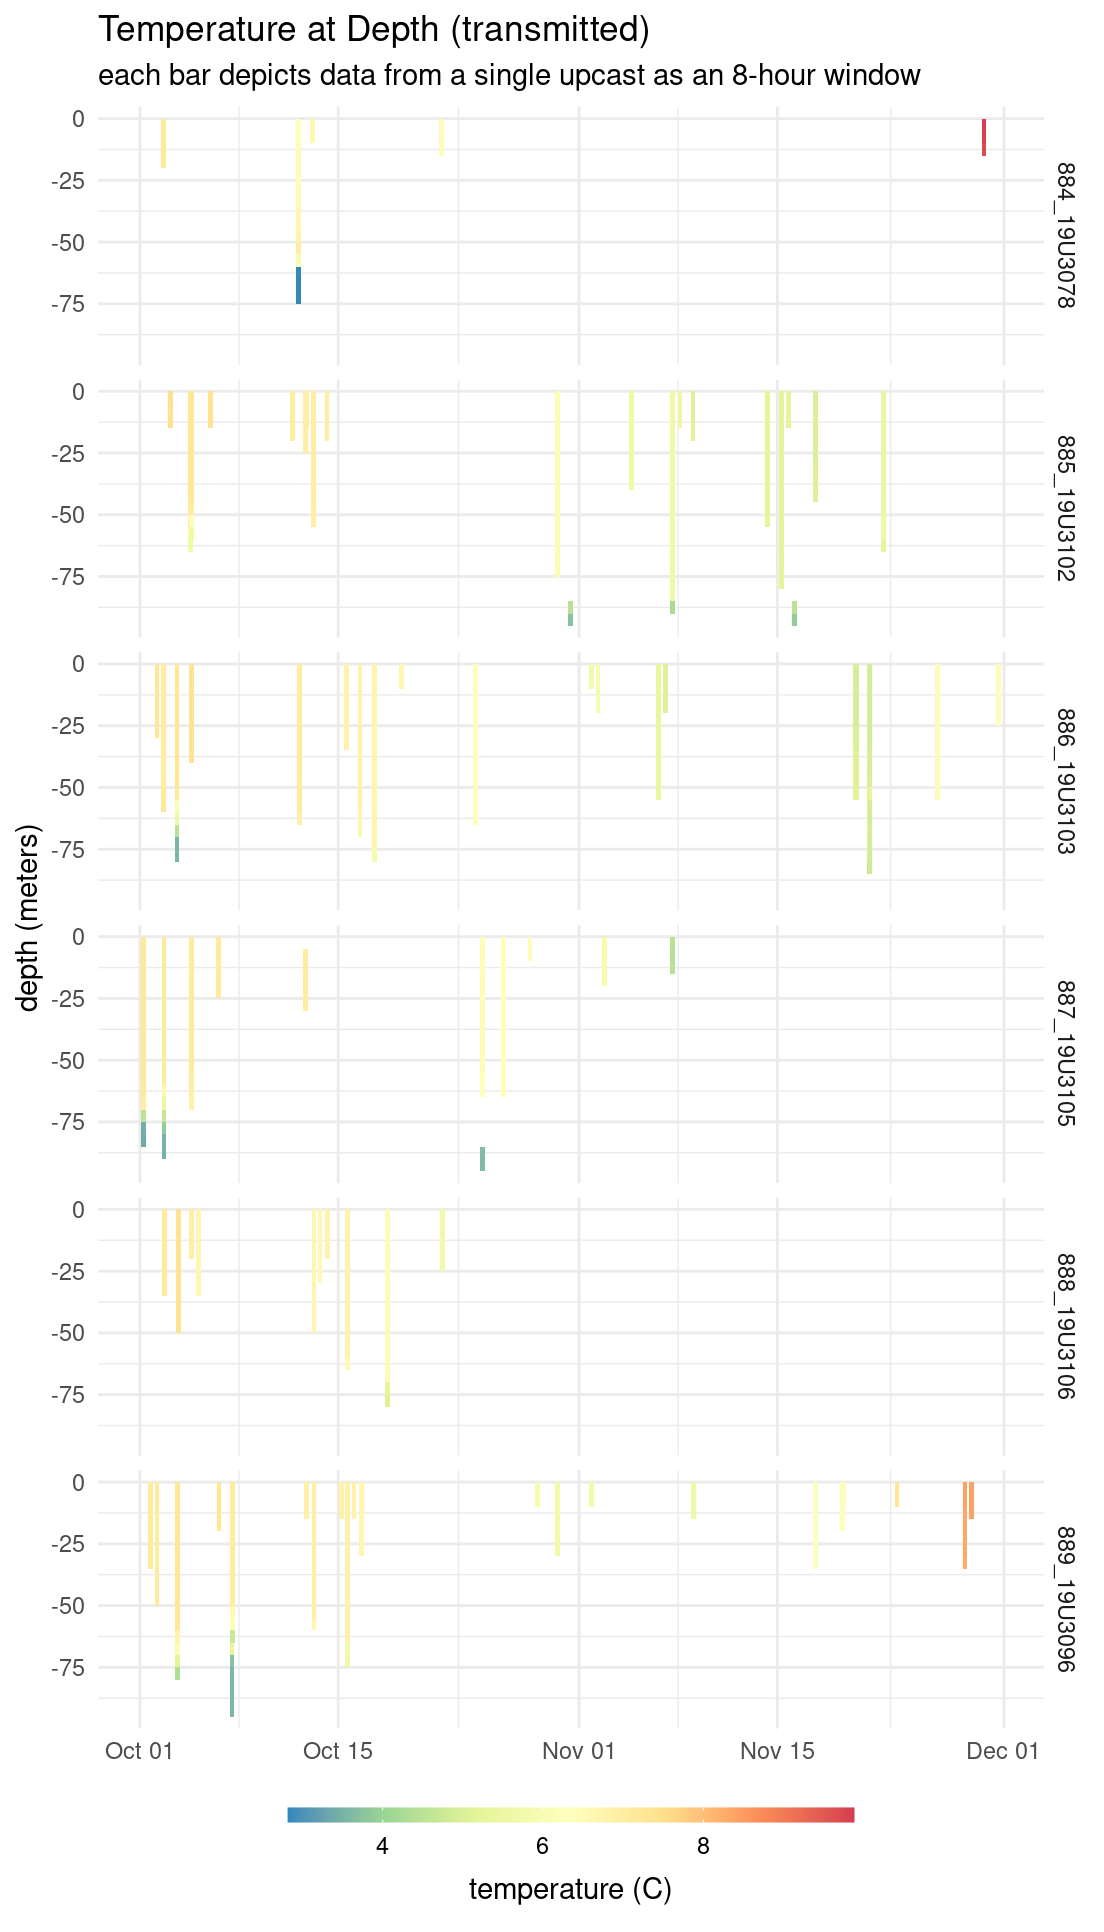 Temperature at Depth (transmitted)
each bar depicts data from a single upcast as an 8-hour window
0
-25
-50
-75
884_19U3078
0
-25
-50
-75
885_19U3102
0
-25
-50
-75
886_19U3103
depth (meters)
0
-25
-50
-75
887_19U3105
0
-25
-50
-75
888_19U3106
0
-25
-50
-75
889_19U3096
Oct 01 Oct 15 Nov 01 Nov 15 Dec 01
4 6 8
temperature (C)